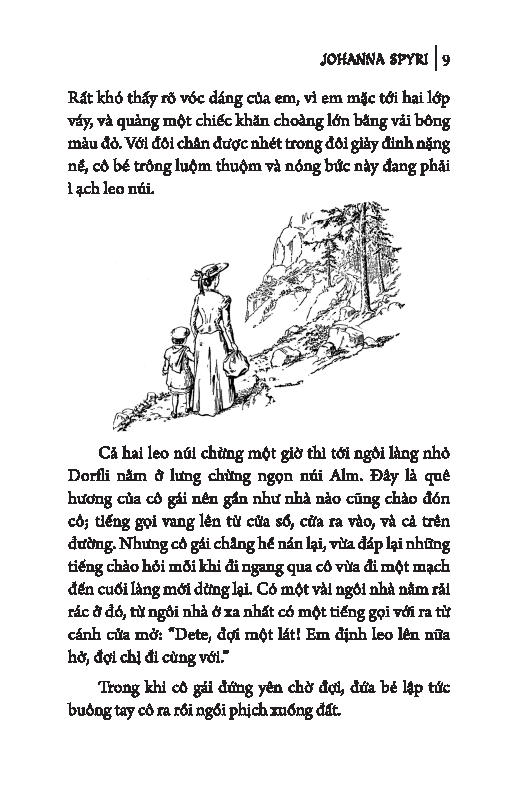 JOHANNA SPYRI | 9
Rất khó thấy rõ vóc dáng của em, vì em mặc tới hai lớp
váy, và quàng một chiếc khăn choàng lớn bằng vải bông
màu đỏ. Với đôi chân được nhét trong đôi giày đinh nặng
nề, cô bé trông luộm thuộm và nóng bức này đang phải
ì ạch leo núi.
Cả hai leo núi chừng một giờ thì tới ngôi làng nhỏ
Dorfli nằm ở lưng chừng ngọn núi Alm. Đây là quê
hương của cô gái nên gần như nhà nào cũng chào đón
cô; tiếng gọi vang lên từ cửa sổ, cửa ra vào, và cả trên
đường. Nhưng cô gái chẳng hề nán lại, vừa đáp lại những
tiếng chào hỏi mỗi khi đi ngang qua cô vừa đi một mạch
đến cuối làng mới dừng lại. Có một vài ngôi nhà nằm rải
rác ở đó, từ ngôi nhà ở xa nhất có một tiếng gọi với ra từ
cánh cửa mở: "Dete, đợi một lát! Em định leo lên nữa
hở, đợi chị đi cùng với."
Trong khi cô gái đứng yên chờ đợi, đứa bé lập tức
buông tay cô ra rồi ngồi phịch xuống đất.